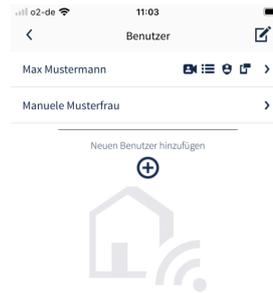 o2-de 11:03
Benutzer
Max Mustermann
Manuele Musterfrau
Neuen Benutzer hinzufügen